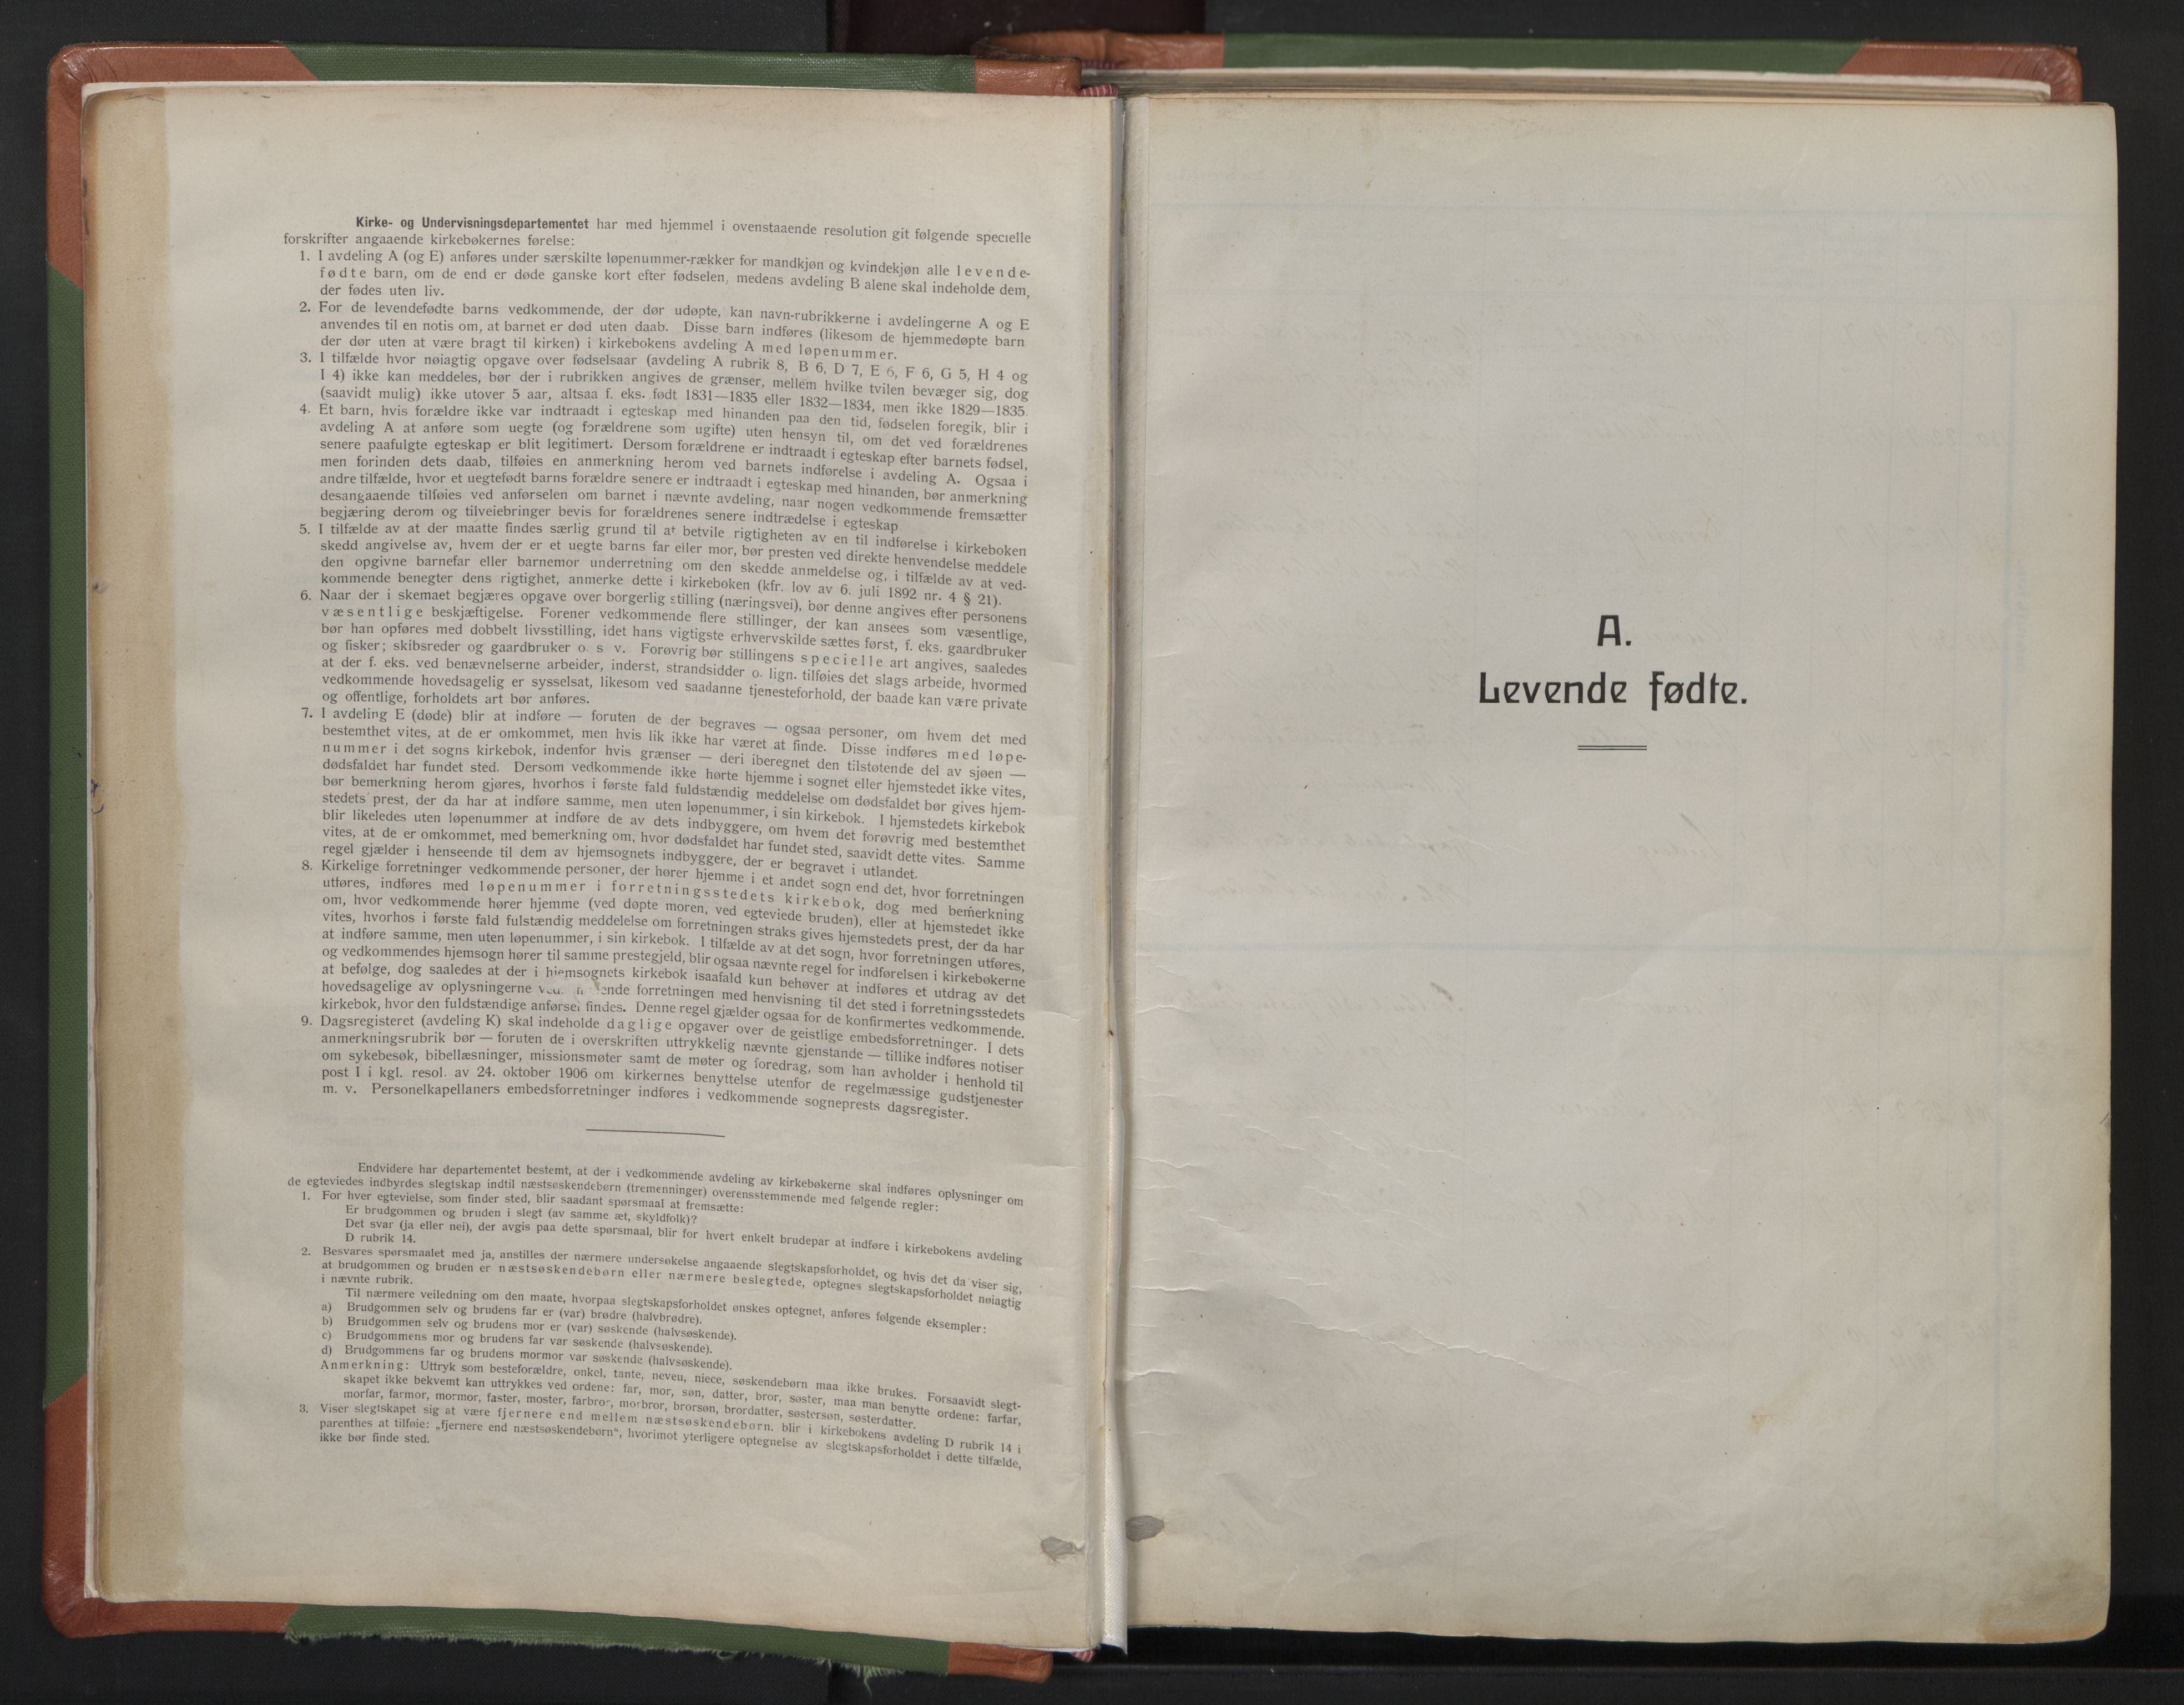 Kirke- og Undervisningsdepartementet har med hjemmel i ovenstaaende resolution git følgende specielle
forskrifter angaaende kirkebøkernes førelse:
1. I avdeling A (og E) anføres under særskilte løpenummer-rækker for mandkjøn og kvindekjøn alle levende-
fødte barn, om de end er døde ganske kort efter fødselen, medens avdeling B alene skal indeholde dem,
der fødes uten liv.
2. For de levendefødte barns vedkommende, der dør udøpte, kan navn-rubrikkerne i avdelingerne A og E
anvendes til en notis om, at barnet er død uten daab. Disse barn indføres (likesom de hjemmedøpte barn
der dør uten at være bragt til kirken) i kirkebokens avdeling A med løpenummer.
3. I tilfælde hvor nøiagtig opgave over fødselsaar (avdeling A rubrik 8, B 6, D 7, E 6, F 6, G 5, H 4 og
I 4) ikke kan meddeles, bør der i rubrikken angives de grænser, mellem hvilke tvilen bevæger sig, dog
(saavidt mulig) ikke utover 5 aar, altsaa f. eks. født 1831—1835 eller 1832—1834, men ikke 1829—1835.
4. Et barn, hvis forældre ikke var indtraadt i egteskap med hinanden paa den tid, fødselen foregik, blir i
avdeling A at anføre som uegte (og forældrene som ugifte) uten hensyn til, om det ved forældrenes
senere paafulgte egteskap er blit legitimert. Dersom forældrene er indtraadt i egteskap efter barnets fødsel,
men forinden dets daab, tilføies en anmerkning herom ved barnets indførelse i avdeling A. Ogsaa i
andre tilfælde, hvor et uegtefødt barns forældre senere er indtraadt i egteskap med hinanden, bør anmerkning
desangaaende tilføies ved anførselen om barnet i nævnte avdeling, naar nogen vedkommende fremsætter
begjæring derom og tilveiebringer bevis for forældrenes senere indtrædelse i egteskap
5. I tilfælde av at der maatte findes særlig grund til at betvile rigtigheten av en til indførelse i kirkeboken
skedd angivelse av, hvem der er et uegte barns far eller mor, bør presten ved direkte henvendelse meddele
den opgivne barnefar eller barnemor underretning om den skedde anmeldelse og, i tilfælde av at ved-
kommende benegter dens rigtighet, anmerke dette i kirkeboken (kfr. lov av 6. juli 1892 nr. 4 § 21).
6. Naar der i skemaet begjæres opgave over borgerlig stilling (næringsvei), bør denne angives efter personens
væsentlige beskjæftigelse. Forener vedkommende flere stillinger, der kan ansees som væsentlige,
bør han opføres med dobbelt livsstilling, idet hans vigtigste erhvervskilde sættes først, f. eks. gaardbruker
og fisker; skibsreder og gaardbruker o. s v. Forøvrig bør stillingens specielle art angives, saaledes
at der f. eks. ved benævnelserne arbeider, inderst, strandsidder o. lign. tilføies det slags arbeide, hvormed
vedkommende hovedsagelig er sysselsat, likesom ved saadanne tjenesteforhold, der baade kan være private
og offentlige, forholdets art bør anføres.
7. I avdeling E (døde) blir at indføre — foruten de der begraves — ogsaa personer, om hvem det med
bestemthet vites, at de er omkommet, men hvis lik ikke har været at finde. Disse indføres med løpe-
nummer i det sogns kirkebok, indenfor hvis grænser — deri iberegnet den tilstøtende del av sjøen —
dødsfaldet har fundet sted. Dersom vedkommende ikke hørte hjemme i sognet eller hjemstedet ikke vites,
bør bemerkning herom gjøres, hvorhos i første fald fuldstændig meddelelse om dødsfaldet bør gives hjem-
stedets prest, der da har at indføre samme, men uten løpenummer, i sin kirkebok. I hjemstedets kirkebok
blir likeledes uten løpenummer at indføre de av dets indbyggere, om hvem det forøvrig med bestemthet
vites, at de er omkommet, med bemerkning om, hvor dødsfaldet har fundet sted, saavidt dette vites. Samme
regel gjælder i henseende til dem av hjemsognets indbyggere, der er begravet i utlandet.
8. Kirkelige forretninger vedkommende personer, der hører hjemme i et andet sogn end det, hvor forretningen
utføres, indføres med løpenummer i forretningsstedets kirkebok, dog med bemerkning
om, hvor vedkommende hører hjemme (ved døpte moren, ved egteviede bruden), eller at hjemstedet ikke
vites, hvorhos i første fald fulstændig meddelelse om forretningen straks gives hjemstedets prest, der da har
at indføre samme, men uten løpenummer, i sin kirkebok. I tilfælde av at det sogn, hvor forretningen utføres,
og vedkommendes hjemsogn hører til samme prestegjeld, blir ogsaa nævnte regel for indførelsen i kirkebøkerne
at befølge, dog saaledes at der i hjemsognets kirkebok isaafald kun behøver at indføres et utdrag av det
hovedsagelige av oplysningerne forretningen med henvisning til det sted i forretningsstedets
kirkebok, hvor den fuldstændige anførsel findes. Denne regel gjælder ogsaa for de konfirmertes vedkommende.
9. Dagsregisteret (avdeling K) skal indeholde daglige opgaver over de geistlige embedsforretninger. I dets
anmerkningsrubrik bør — foruten de i overskriften uttrykkelig nævnte gjenstande — tillike indføres notiser
om sykebesøk, bibellæsninger, missionsmøter samt de møter og foredrag, som han avholder i henhold til
post I i kgl. resol. av 24. oktober 1906 om kirkernes benyttelse utenfor de regelmæssige gudstjenester
m. v. Personelkapellaners embedsforretninger indføres i vedkommende sogneprests dagsregister.
Endvidere har departementet bestemt, at der i vedkommende avdeling av kirkebøkerne skal indføres oplysninger om
de egteviedes indbyrdes slegtskap indtil næstsøskendebørn (tremenninger) overensstemmende med følgende regler:
1. For hver egtevielse, som finder sted, blir saadant spørsmaal at fremsætte:
Er brudgommen og bruden i slegt (av samme æt, skyldfolk)?
Det svar (ja eller nei), der avgis paa dette spørsmaal, blir for hvert enkelt brudepar at indføre i kirkebokens avdeling
D rubrik 14.
2. Besvares spørsmaalet med ja, anstilles der nærmere undersøkelse angaaende slegtskapsforholdet, og hvis det da viser sig,
at brudgommen og bruden er næstsøskendebørn eller nærmere beslegtede, optegnes slegtskapsforholdet nøiagtig
i nævnte rubrik.
Til nærmere veiledning om den maate, hvorpaa slegtskapsforholdet ønskes optegnet, anføres følgende eksempler:
a) Brudgommen selv og brudens far er (var) brødre (halvbrødre).
b) Brudgommen selv og brudens mor er (var) søskende (halvsøskende).
c) Brudgommens mor og brudens far var søskende (halvsøskende).
d) Brudgommens far og brudens mormor var søskende (halvsøskende).
Anmerkning: Uttryk som besteforældre, onkel, tante, neveu, niece, søskendebørn maa ikke brukes. Forsaavidt slegt-
skapet ikke bekvemt kan uttrykkes ved ordene: far, mor, søn, datter, bror, søster, maa man benytte ordene: farfar,
morfar, farmor, mormor, faster, moster, farbror, morbror, brorsøn, brordatter, søstersøn, søsterdatter.
3. Viser slegtskapet sig at være fjernere end mellem næstsøskendebørn. blir i kirkebokens avdeling D rubrik 14 i
parenthes at tilføie: „fjernere end næstsøskendebørn“, hvorimot yterligere optegnelse av slegtskapsforholdet i dette tilfælde,
ikke bør finde sted.
A.
Levende fødte.